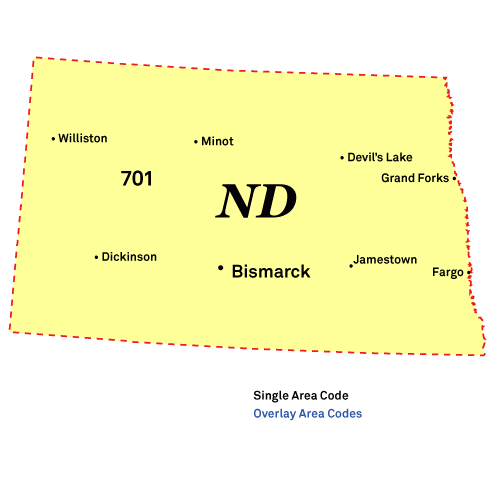 Williston
Minot
Devil's Lake
701
Grand Forks
ND
Dickinson
Jamestown
Bismarck
Fargo
Single Area Code
Overlay Area Codes